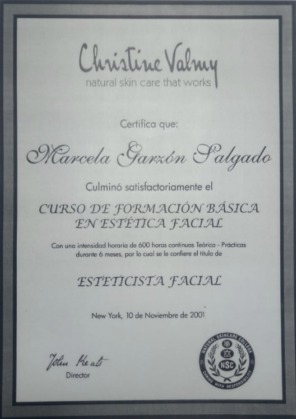 Christine Valmy
natural skin care that works
Certifica que:
Marcela Garzón Salgado
Culminó satisfactoriamente el
CURSO DE FORMACIÓN BÁSICA
EN ESTÉTICA FACIAL
Con una intensidad horaria de 600 horas continuas Teórico - Prácticas
durante 6 meses, por lo cual se le confiere el título de
ESTETICISTA FACIAL
New York, 10 de Noviembre de 2001
Director
NSC